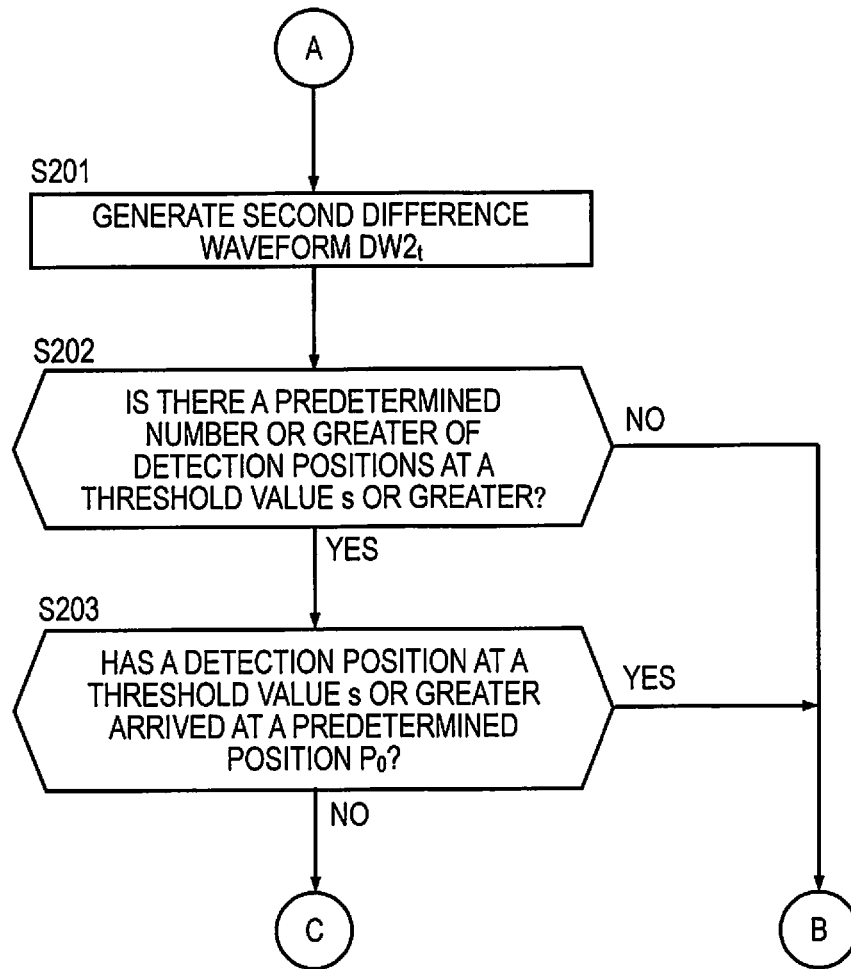 A
S201
GENERATE SECOND DIFFERENCE
WAVEFORM DW2t
S202
IS THERE A PREDETERMINED
NUMBER OR GREATER OF
DETECTION POSITIONS AT A
THRESHOLD VALUE s OR GREATER?
NO
YES
S203
HAS A DETECTION POSITION AT A
THRESHOLD VALUE s OR GREATER
ARRIVED AT A PREDETERMINED
POSITION P0?
YES
NO
C
B